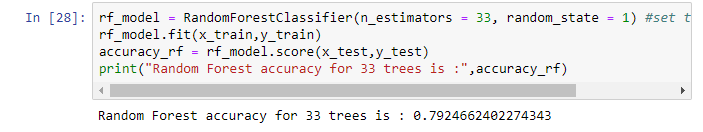 In [28]: rf_model = RandomForestClassifier(n_estimators = 33, random_state = 1) #set t
rf_model.fit(x_train,y_train)
accuracy_rf = rf_model.score(x_test,y_test)
print("Random Forest accuracy for 33 trees is :",accuracy_rf)
Random Forest accuracy for 33 trees is : 0.7924662402274343